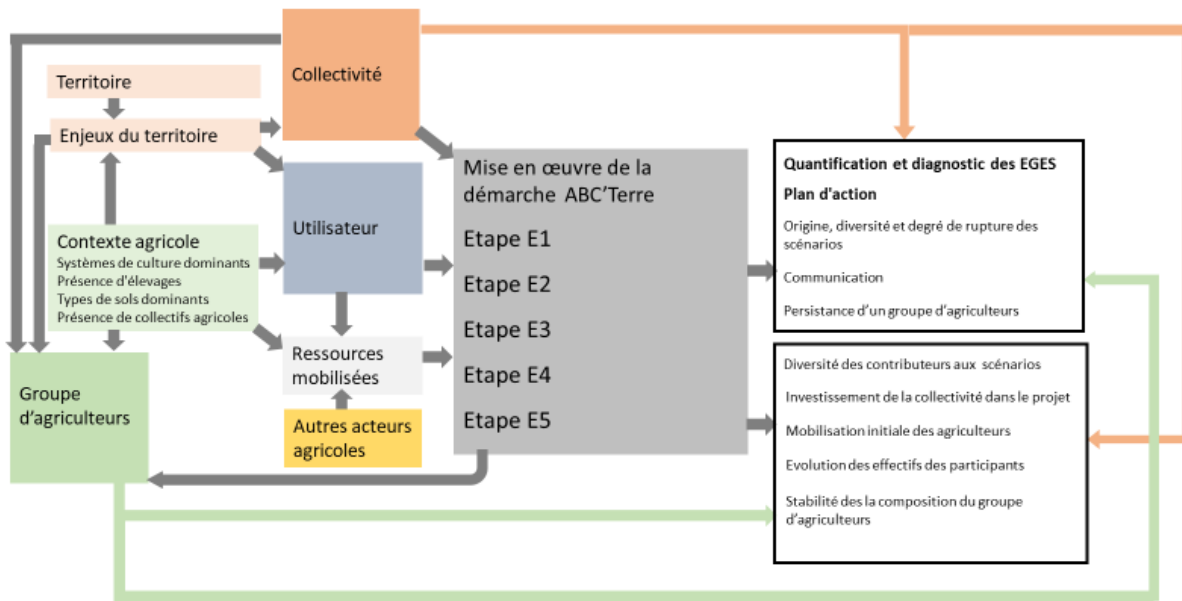 Collectivité
Territoire
Enjeux du territoire
Utilisateur
Contexte agricole
Systèmes de culture dominants
Présence d'élevages
Types de sols dominants
Présence de collectifs agricoles
Ressources
mobilisées
Groupe
d'agriculteurs
Autres acteurs
agricoles
Mise en œuvre de la
démarche ABC'Terre
Etape E1
Etape E2
Etape E3
Etape E4
Etape E5
Quantification et diagnostic des EGES
Plan d'action
Origine, diversité et degré de rupture des
scénarios
Communication
Persistance d'un groupe d'agriculteurs
Diversité des contributeurs aux scénarios
Investissement de la collectivité dans le projet
Mobilisation initiale des agriculteurs
Evolution des effectifs des participants
Stabilité des la composition du groupe
d'agriculteurs